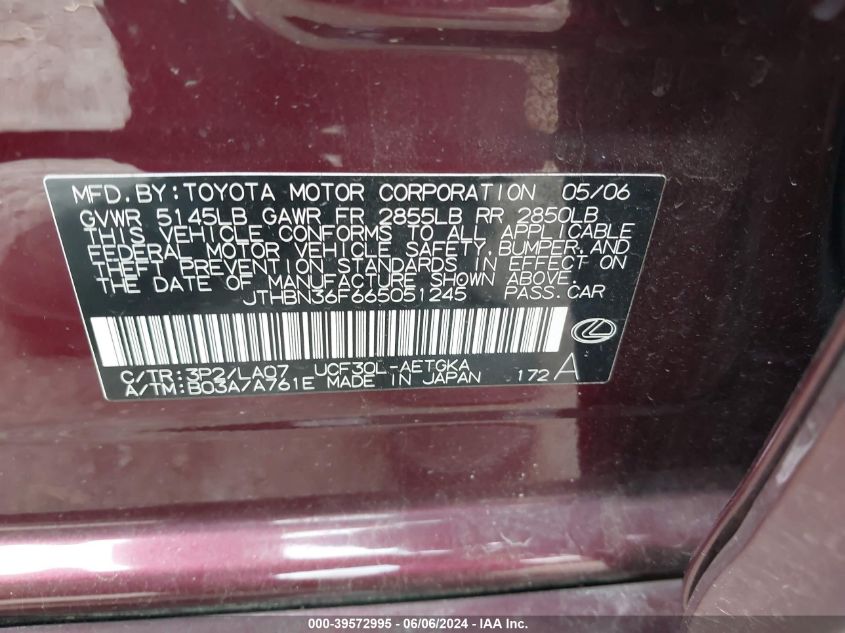 MFD. BY: TOYOTA MOTOR CORPORATION 05/06
GVWR 5145LB GAWR FR 2855LB RR 2850LB
THIS VEHICLE CONFORMS TO ALL APPLICABLE
FEDERAL MOTOR VEHICLE SAFETY, BUMPER, AND
THEFT PREVENTION STANDARDS IN EFFECT ON
THE DATE OF MANUFACTURE SHOWN ABOVE.
JTHBN36F665051245 PASS. CAR
C/TR: 3P2/LA07 UCF30L-AETGKA
A/TM: B03A/A761E MADE IN JAPAN 172 A
000-39572995 - 06/06/2024 - IAA Inc.